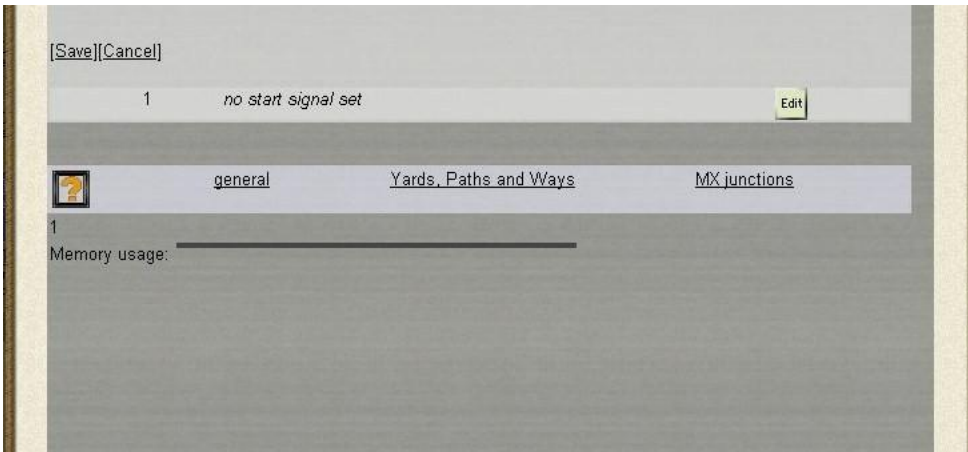 [Save][Cancel]
1 no start signal set Edit
general Yards, Paths and Ways MX junctions
1
Memory usage: